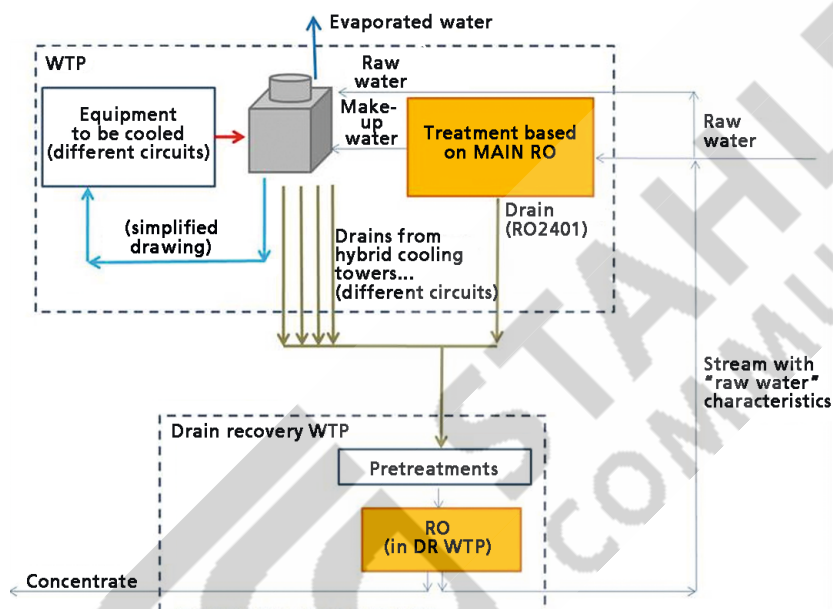 Evaporated water
WTP
Raw
water
Equipment
to be cooled
(different circuits)
Make-
up
water
Treatment based
on MAIN RO
Raw
water
(simplified
drawing)
Drain
(RO2401)
Drains from
hybrid cooling
towers...
(different circuits)
Stream with
"raw water"
characteristics
Drain recovery WTP
Pretreatments
RO
(in DR WTP)
Concentrate
STAHL
COMMU